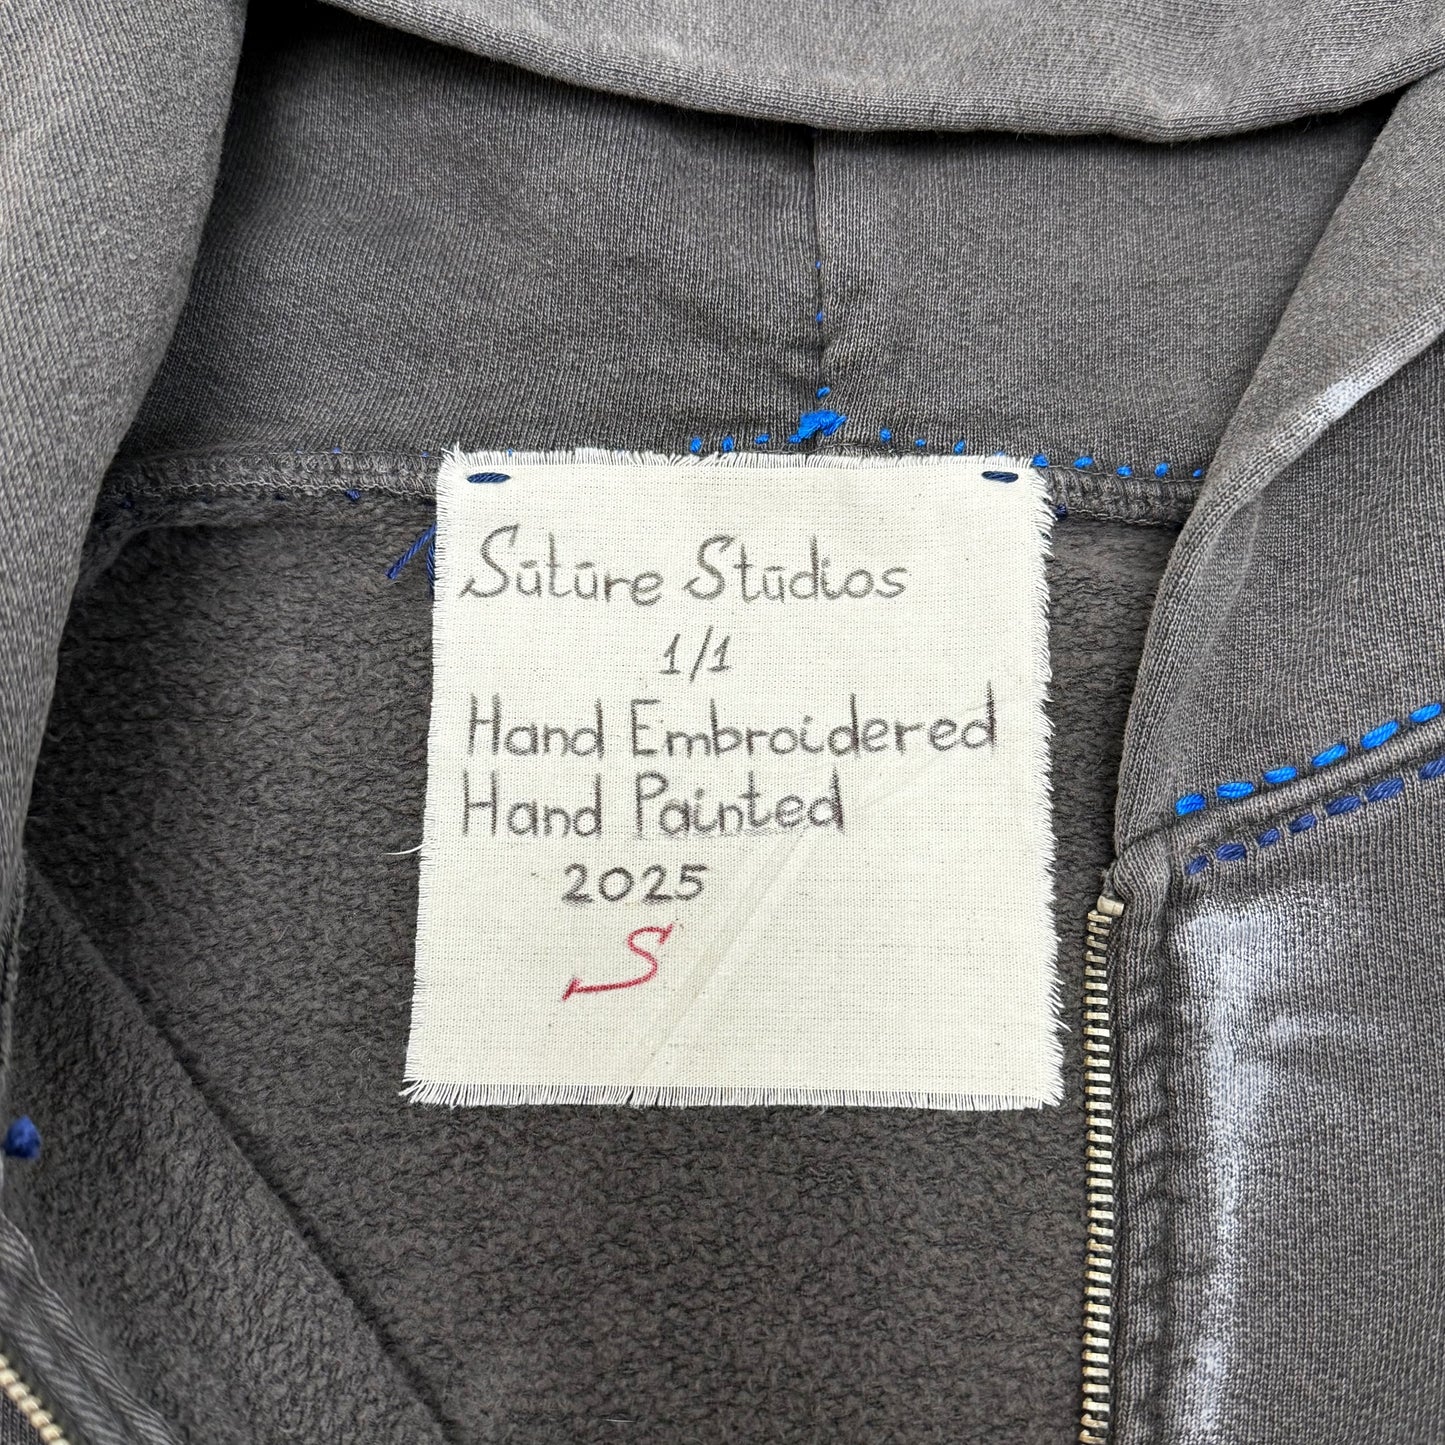 Sūtūre Stūdios
1/1
Hand Embroidered
Hand Painted
2025
S